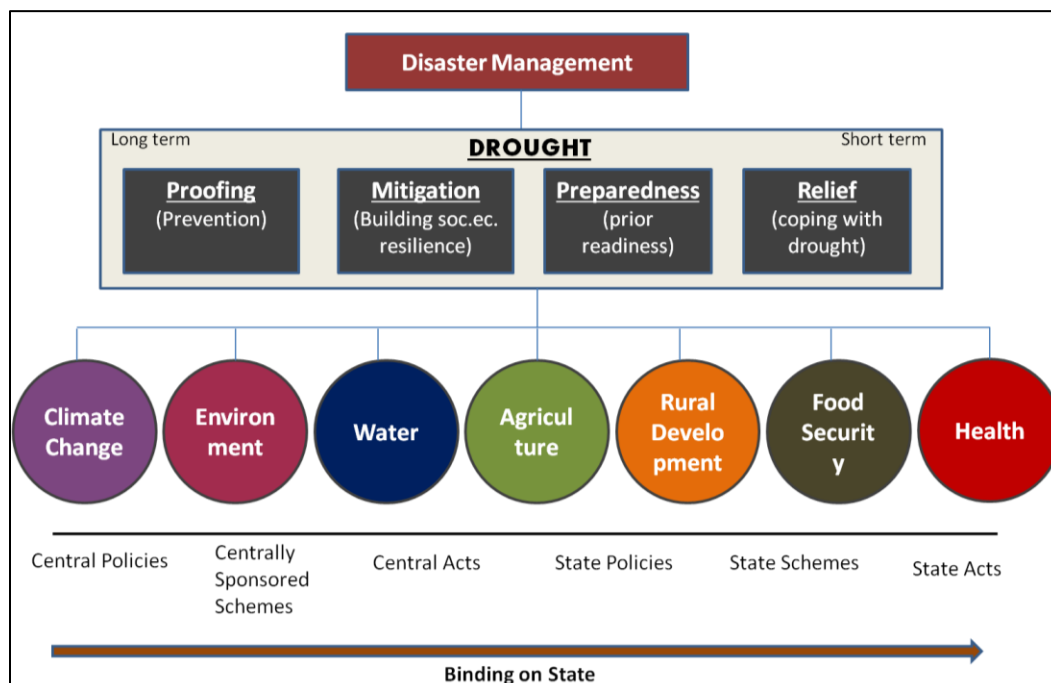 Disaster Management
Long term
DROUGHT
Short term
Proofing
(Prevention)
Mitigation
(Building soc.ec.
resilience)
Preparedness
(prior
readiness)
Relief
(coping with
drought)
Climate
Change
Environ
ment
Water
Agricul
ture
Rural
Develo
pment
Food
Securit
y
Health
Central Policies
Centrally
Sponsored
Schemes
Central Acts
State Policies
State Schemes
State Acts
Binding on State